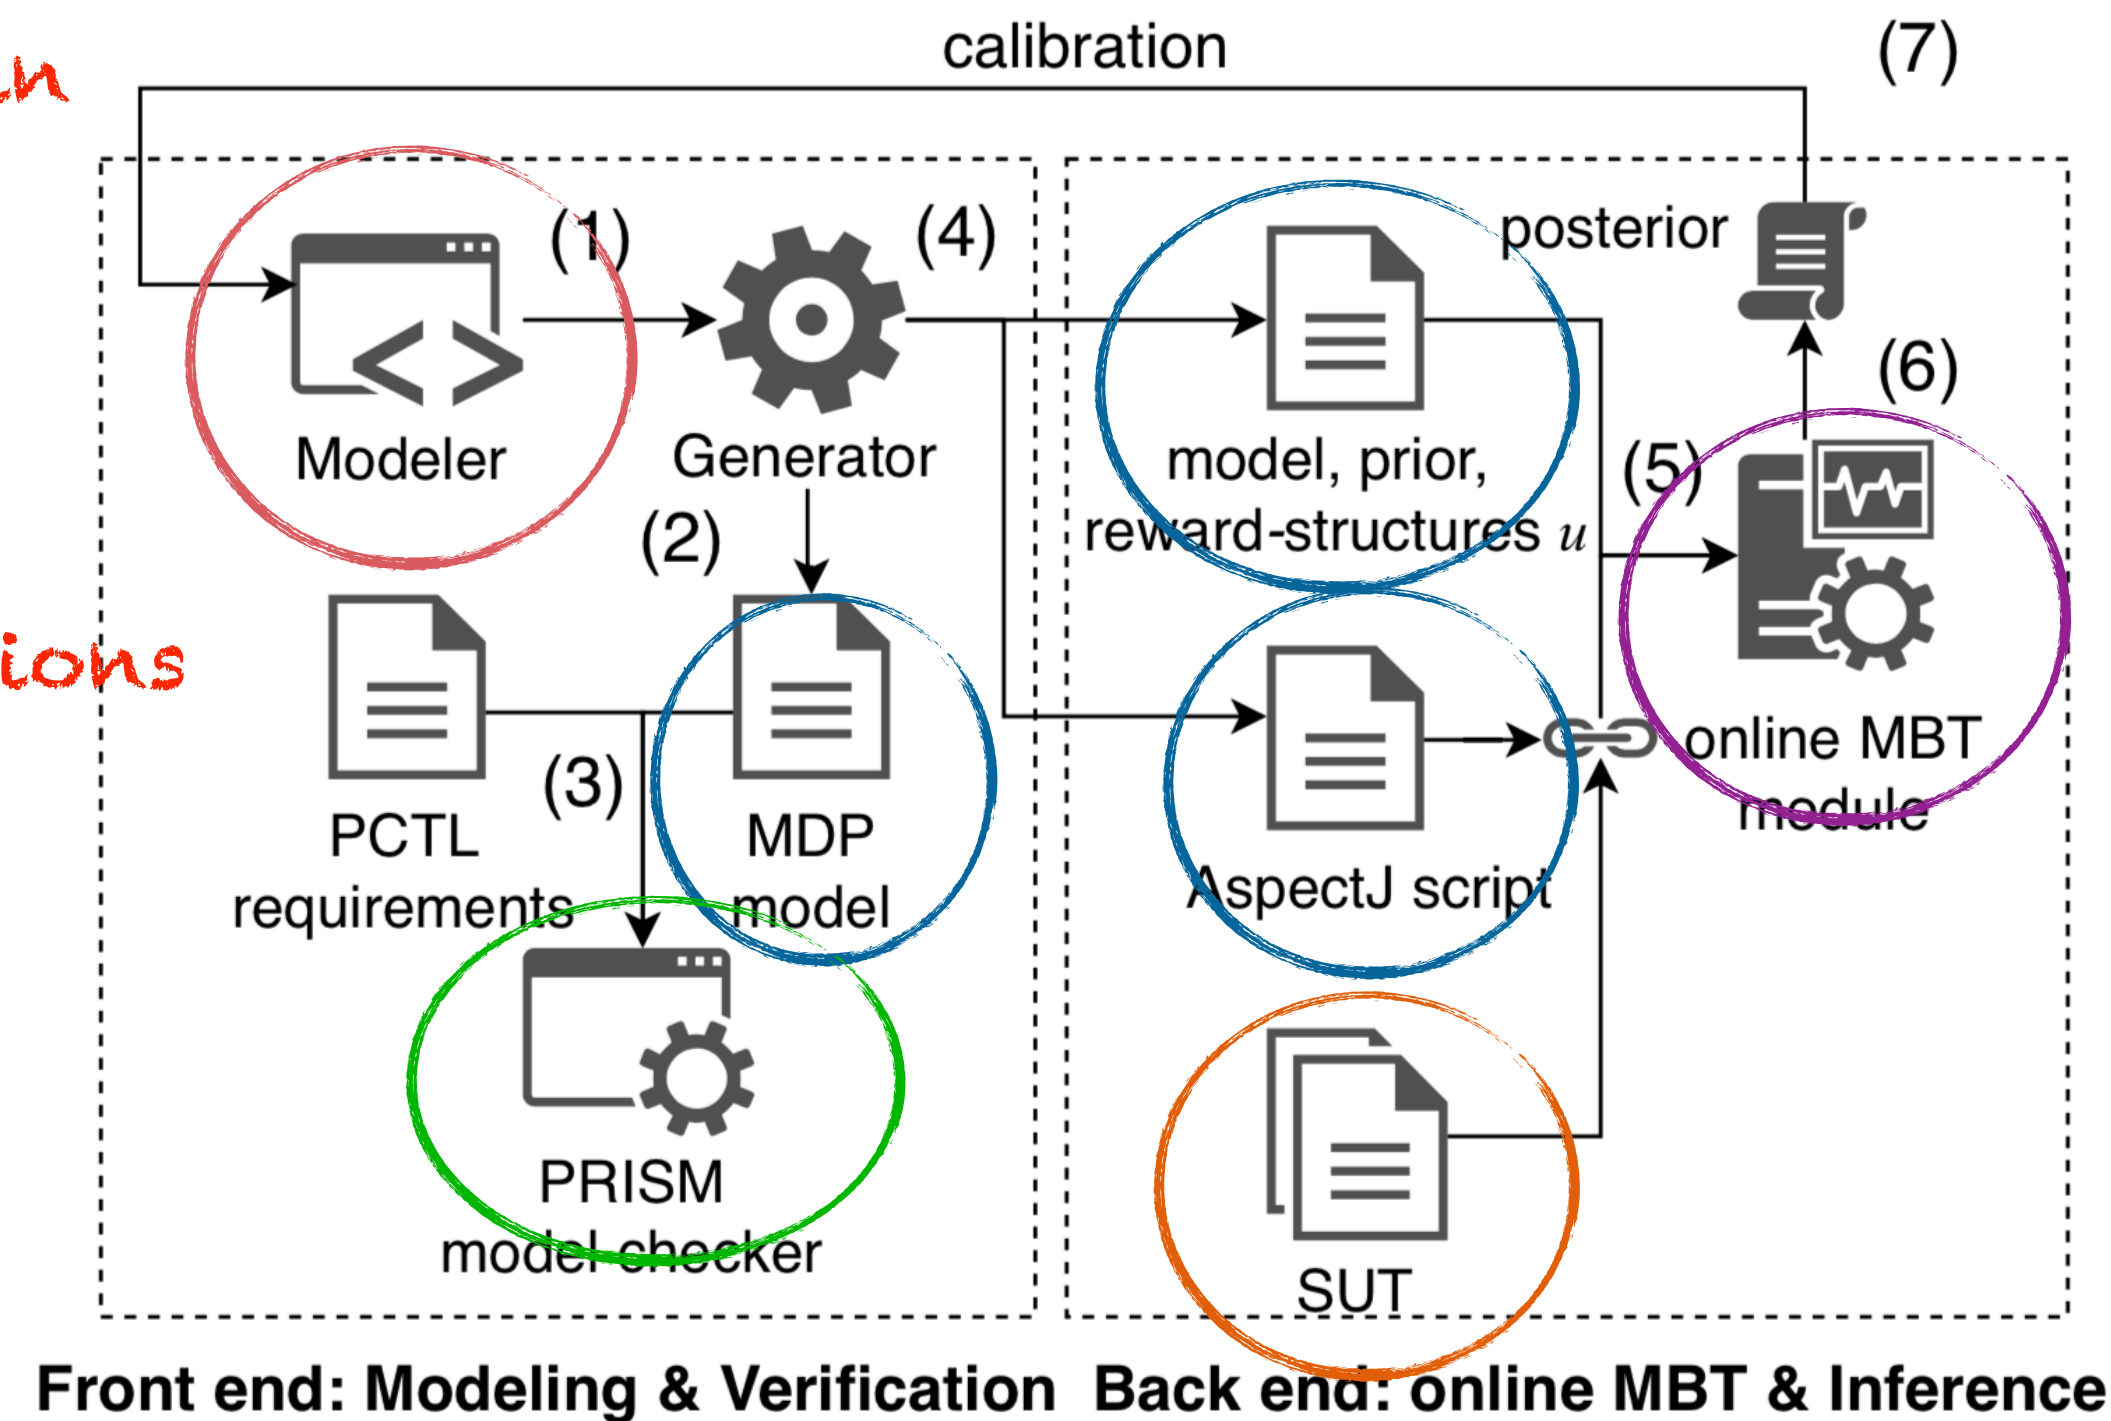 calibration
(7)
(1)
(4)
posterior
(6)
Modeler
Generator
model, prior,
reward-structures u
(5)
(2)
ions
(3)
PCTL
requirements
MDP
model
AspectJ script
online MBT
module
PRISM
model checker
SUT
Front end: Modeling & Verification
Back end: online MBT & Inference